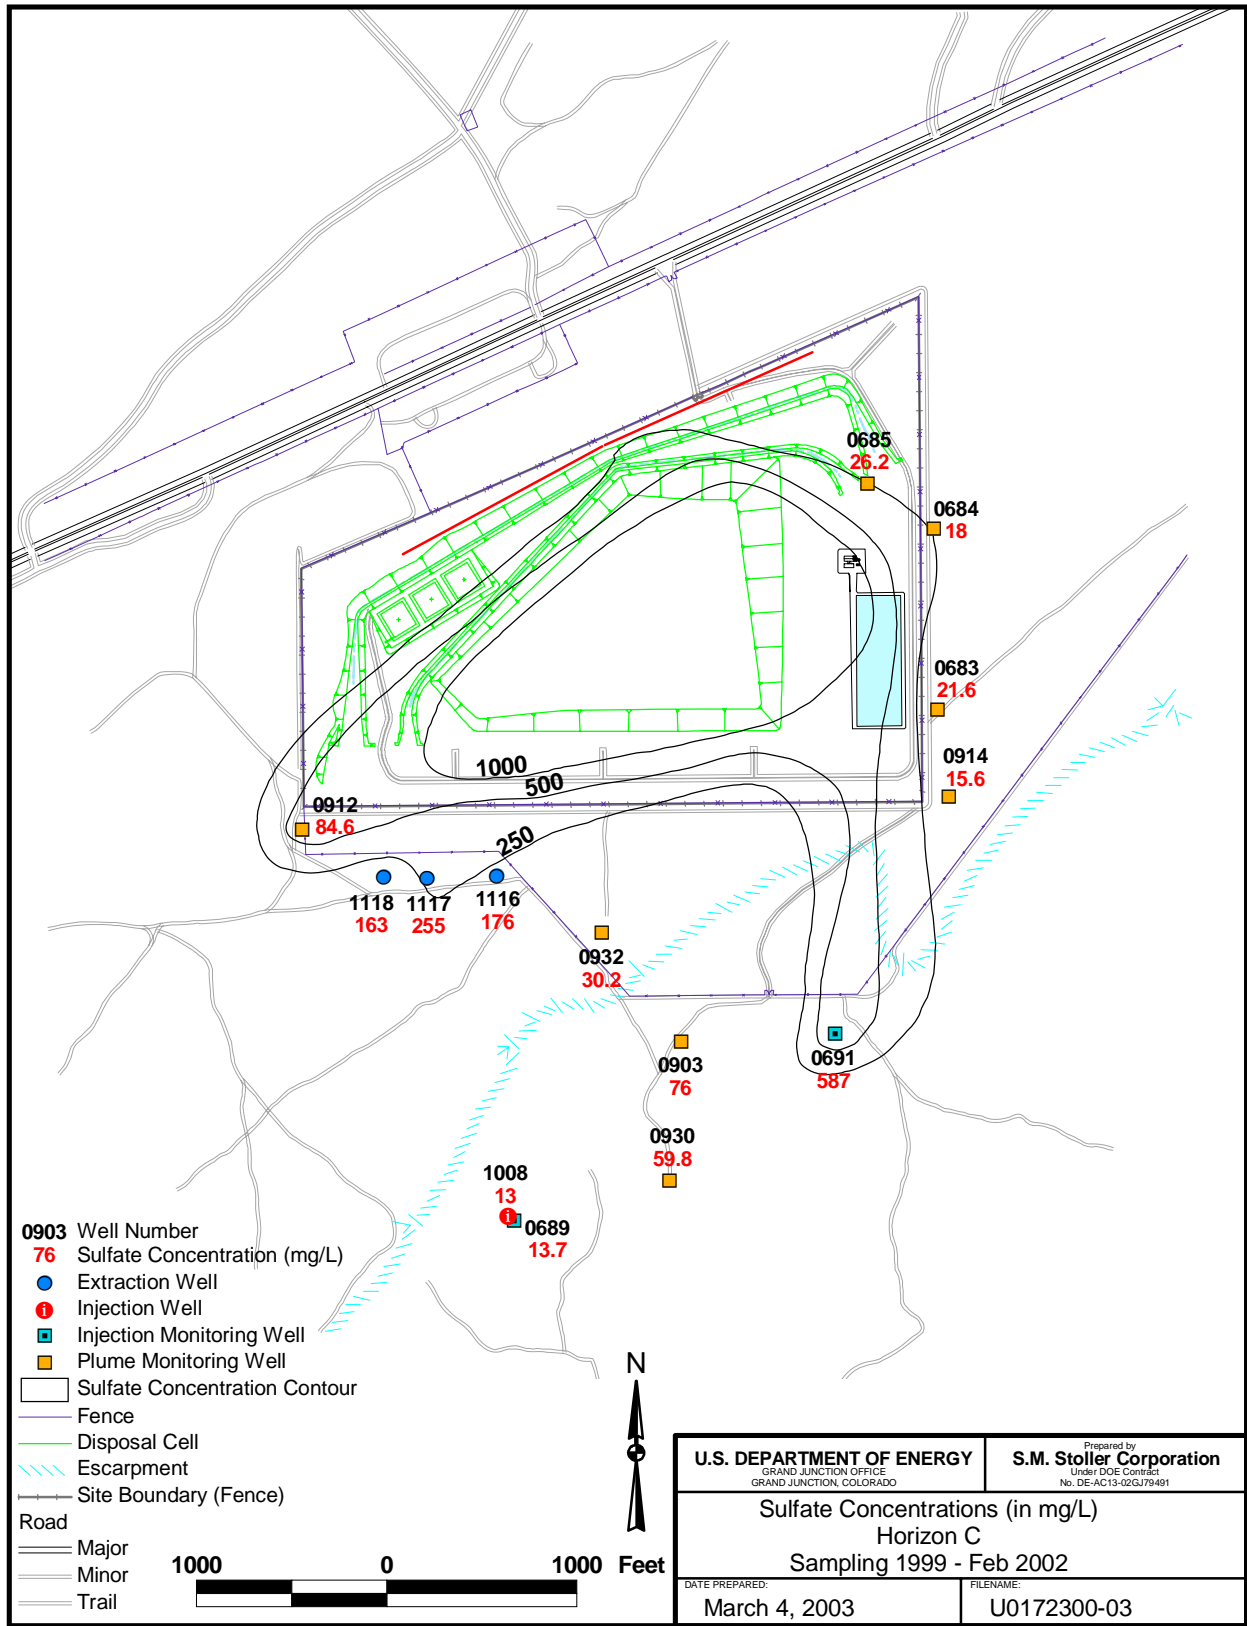 0685
26.2
0684
18
0683
21.6
0914
15.6
1000
500
250
0912
84.6
1118
163
1117
255
1116
176
0932
30.2
0903
76
0691
587
0930
59.8
1008
13
i
0689
13.7
0903 Well Number
76 Sulfate Concentration (mg/L)
Extraction Well
i Injection Well
Injection Monitoring Well
Plume Monitoring Well
Sulfate Concentration Contour
Fence
Disposal Cell
Escarpment
Site Boundary (Fence)
Road
Major
Minor
Trail
N
1000 0 1000 Feet
U.S. DEPARTMENT OF ENERGY
GRAND JUNCTION OFFICE
GRAND JUNCTION, COLORADO
Prepared by
S.M. Stoller Corporation
Under DOE Contract
No. DE-AC13-02GJ79491
Sulfate Concentrations (in mg/L)
Horizon C
Sampling 1999 - Feb 2002
DATE PREPARED:
March 4, 2003
FILENAME:
U0172300-03